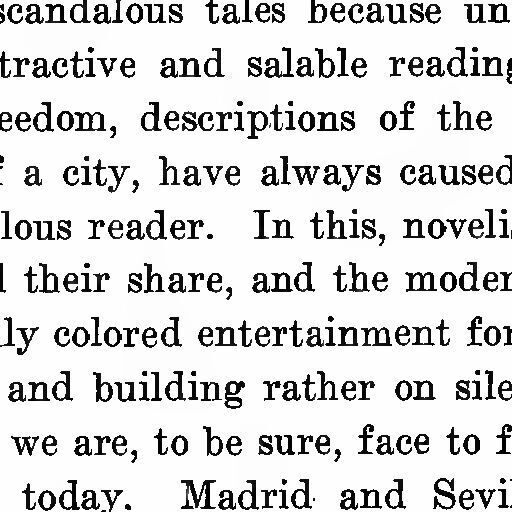 scandalous tales because un
tractive and salable reading
eedom, descriptions of the
f a city, have always caused
lous reader. In this, noveli
d their share, and the moder
ly colored entertainment for
and building rather on sile
we are, to be sure, face to f
today. Madrid and Sevil